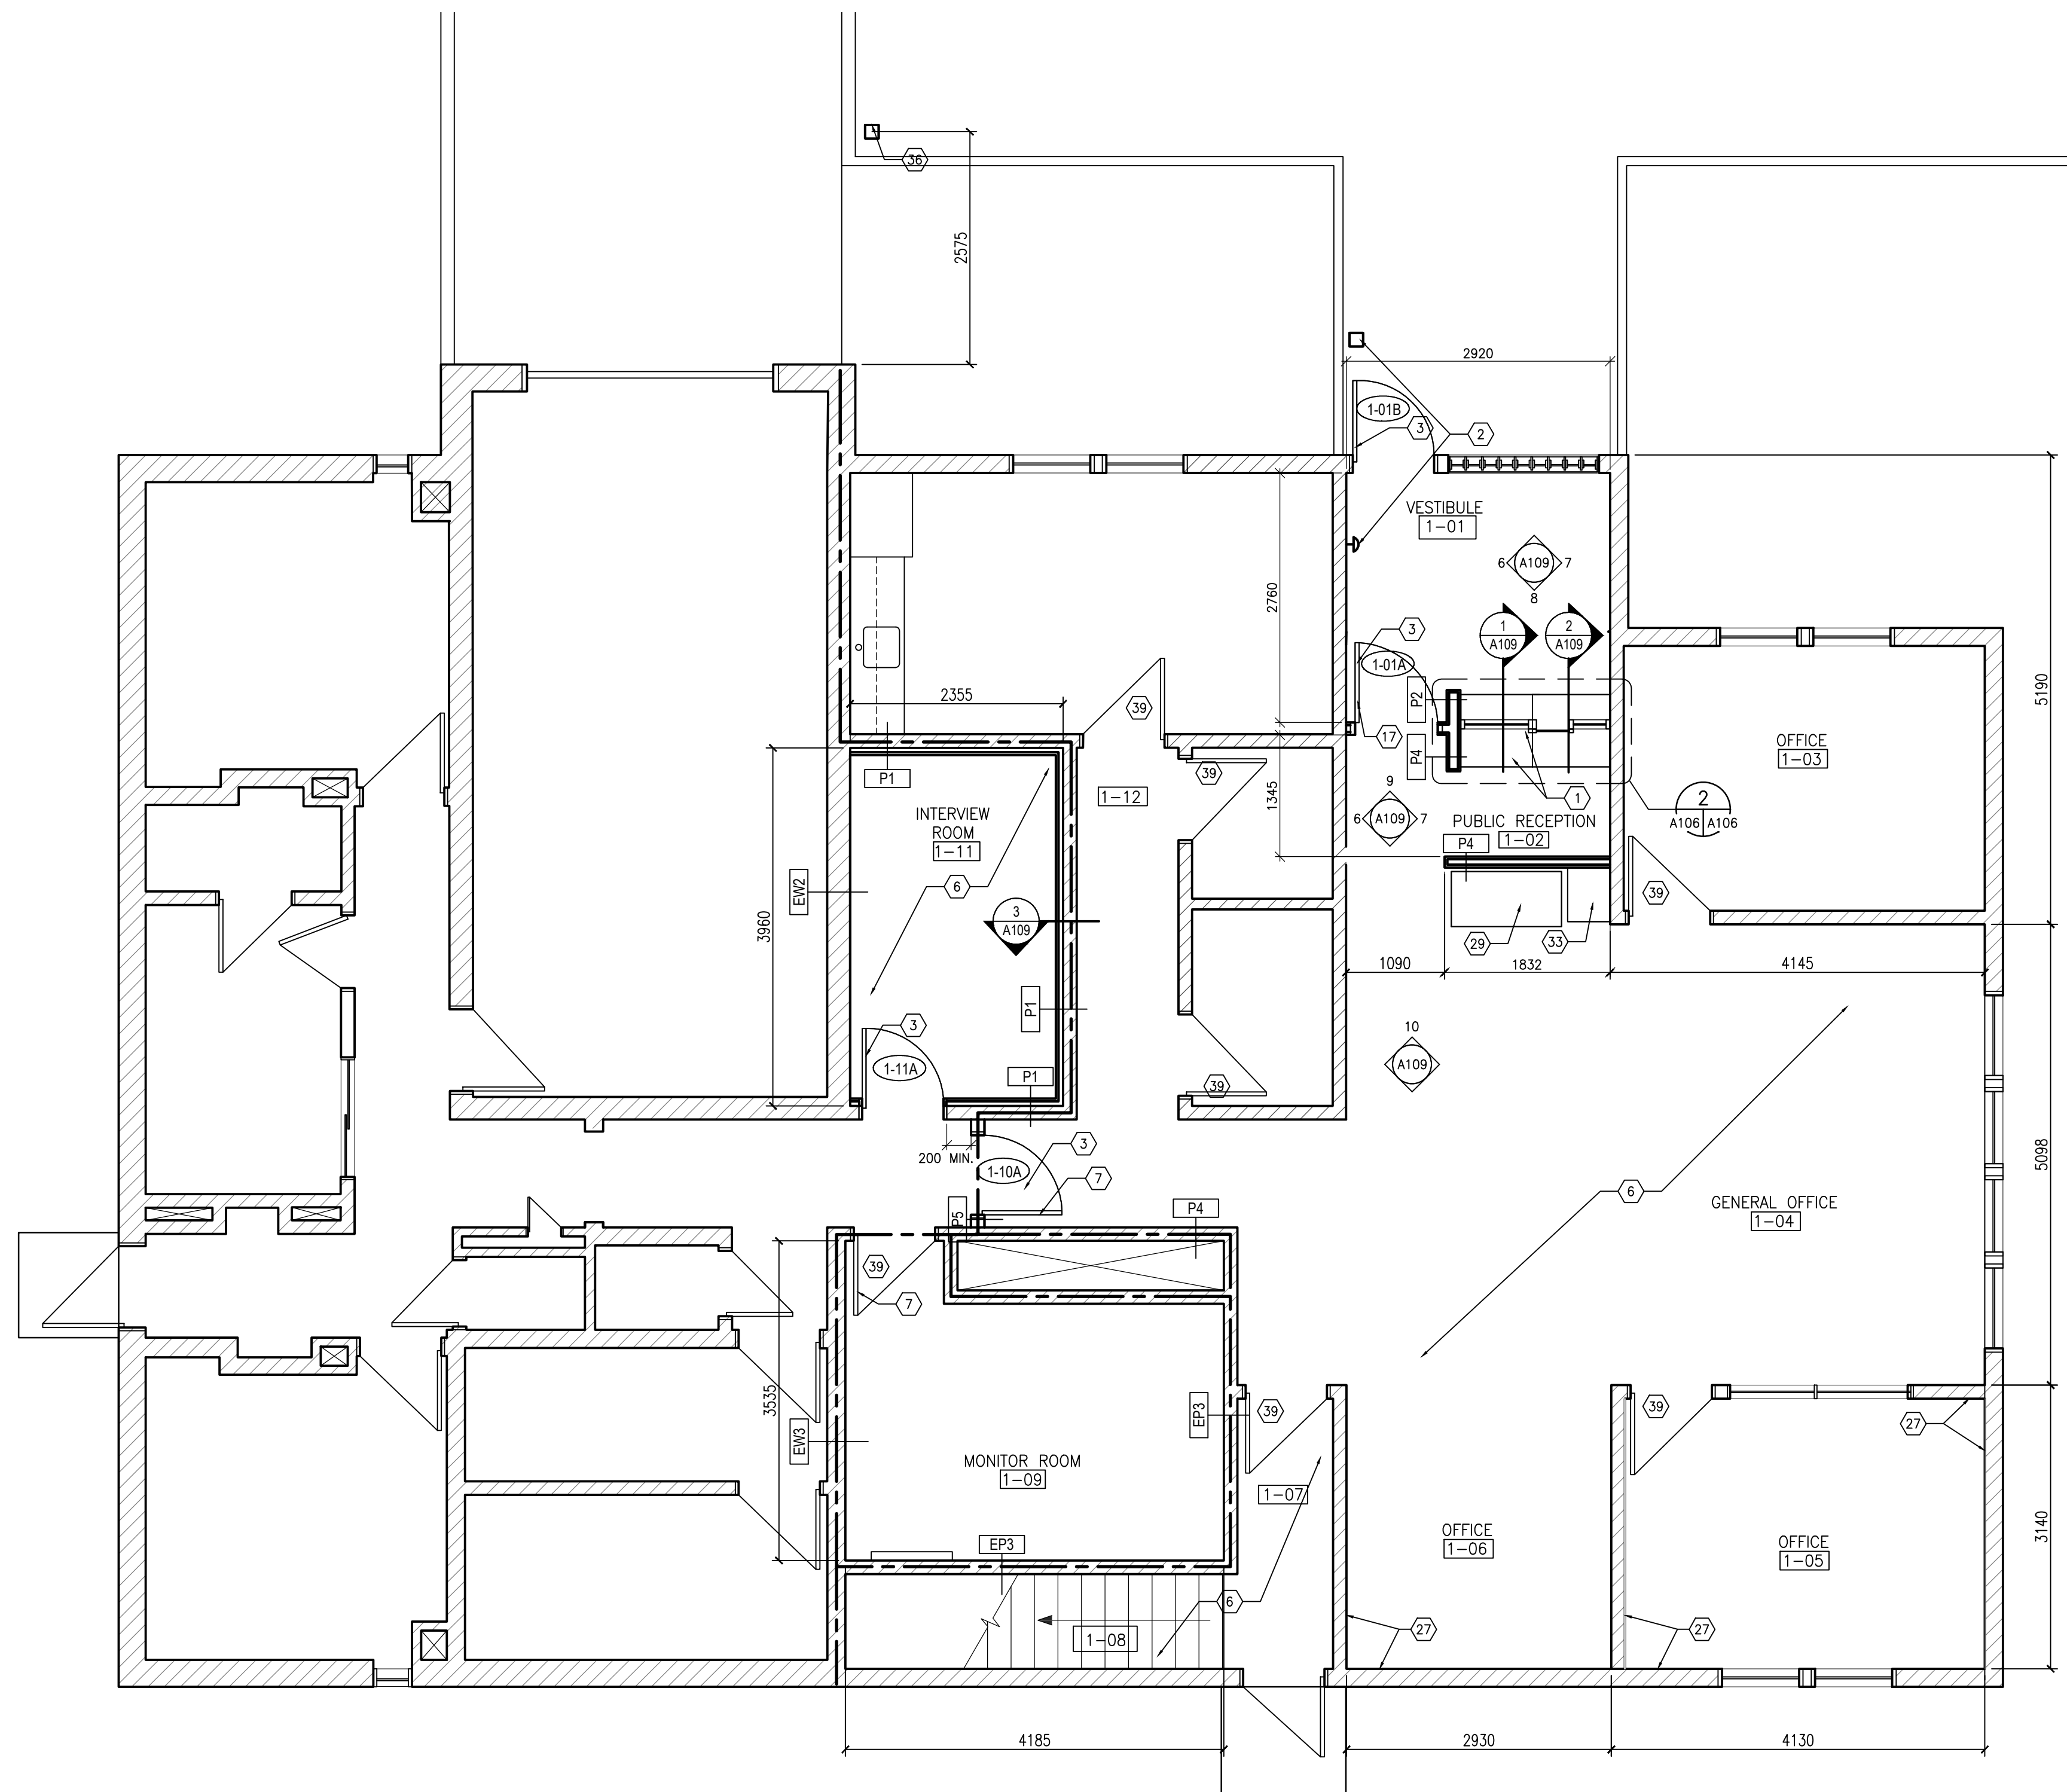 36
2575
2920
1-01B
3
2
VESTIBULE
1-01
6
A109
7
8
2760
3
1-01A
1
A109
2
A109
2355
39
P2
5190
17
P4
OFFICE
1-03
P1
39
1-12
1345
9
6
A109
7
1
2
A106
A106
INTERVIEW
ROOM
1-11
PUBLIC RECEPTION
1-02
P4
EW2
6
39
3960
3
A109
29
33
1090
1832
4145
P1
3
10
1-11A
A109
P1
39
3
200 MIN.
1-10A
7
5098
6
P5
P4
GENERAL OFFICE
1-04
39
7
3535
EP3
39
39
27
EW3
MONITOR ROOM
1-09
1-07
3140
EP3
OFFICE
1-06
OFFICE
1-05
6
1-08
27
27
4185
2930
4130